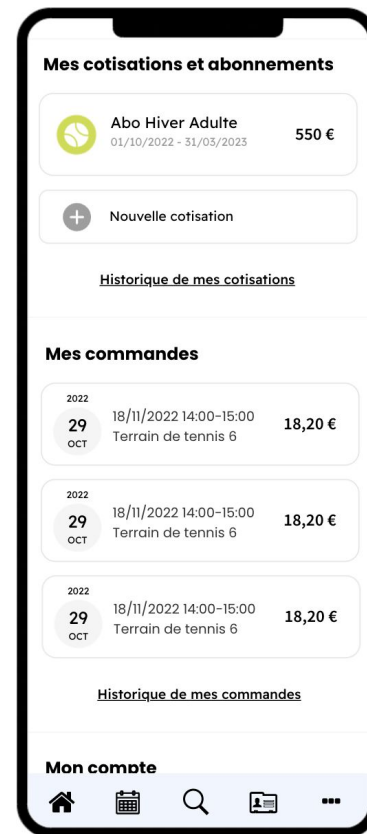 Mes cotisations et abonnements
Abo Hiver Adulte
01/10/2022 - 31/03/2023
550 €
Nouvelle cotisation
Historique de mes cotisations
Mes commandes
2022
29
OCT
18/11/2022 14:00-15:00
Terrain de tennis 6
18,20 €
2022
29
OCT
18/11/2022 14:00-15:00
Terrain de tennis 6
18,20 €
2022
29
OCT
18/11/2022 14:00-15:00
Terrain de tennis 6
18,20 €
Historique de mes commandes
Mon compte